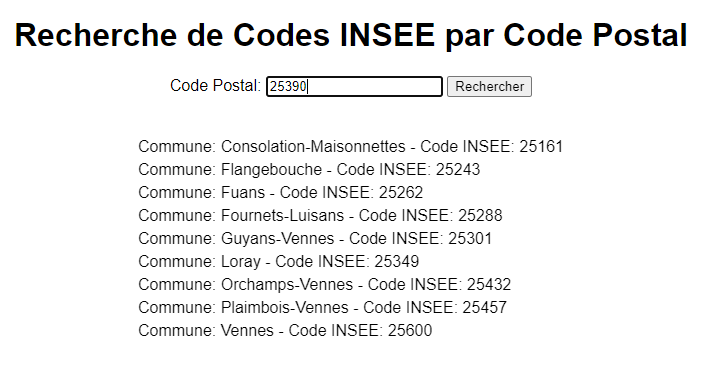 Recherche de Codes INSEE par Code Postal
Code Postal: 25390 Rechercher
Commune: Consolation-Maisonnettes - Code INSEE: 25161
Commune: Flangebouche - Code INSEE: 25243
Commune: Fuans - Code INSEE: 25262
Commune: Fournets-Luisans - Code INSEE: 25288
Commune: Guyans-Vennes - Code INSEE: 25301
Commune: Loray - Code INSEE: 25349
Commune: Orchamps-Vennes - Code INSEE: 25432
Commune: Plaimbois-Vennes - Code INSEE: 25457
Commune: Vennes - Code INSEE: 25600